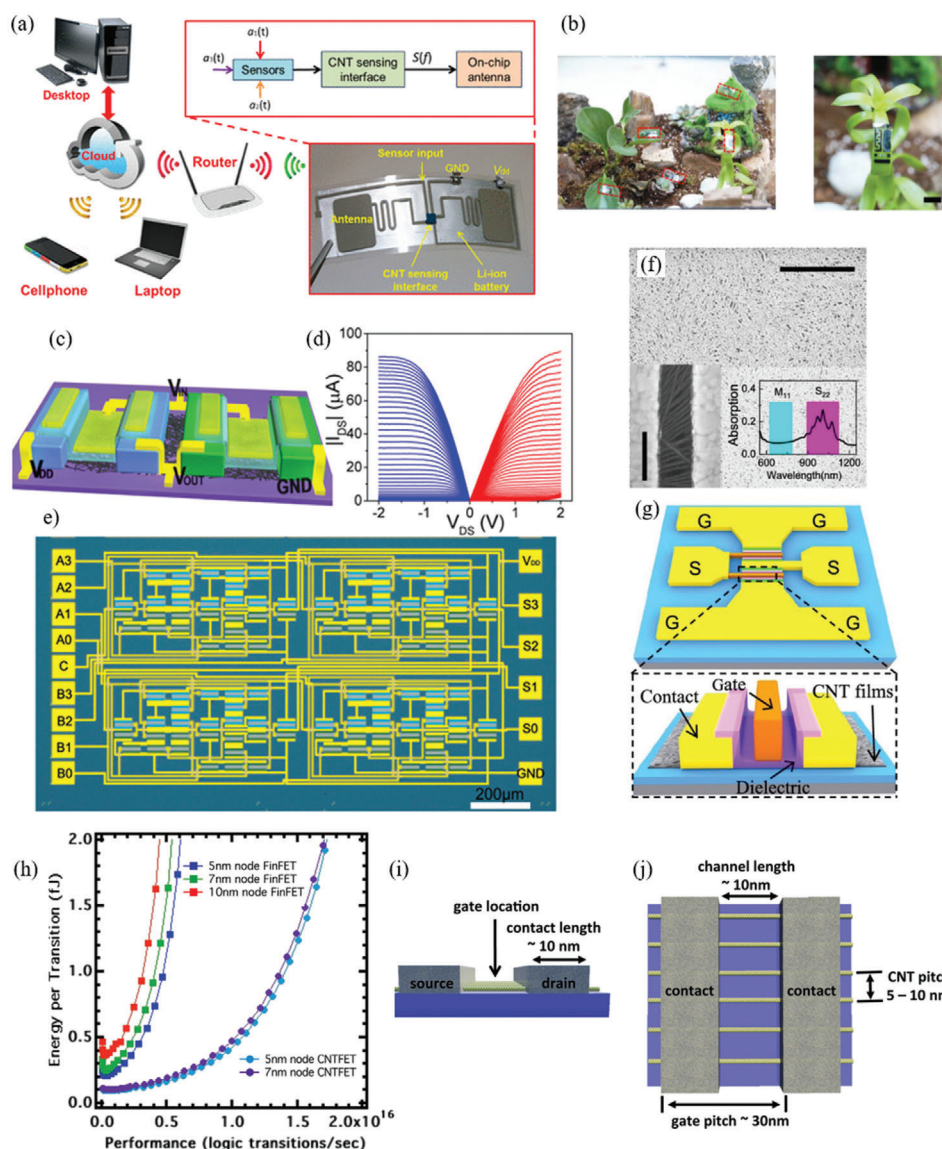 (a)
Desktop
Cloud
Router
Cellphone
Laptop
a₁(t)
a₃(t)
Sensors
a₂(t)
CNT sensing
interface
S(f)
On-chip
antenna
Sensor input
GND
V_DS
Antenna
CNT sensing
interface
Li-ion
battery
(b)
(c)
V_IN
V_DD
V_OUT
GND
(d)
|I_DS| (μA)
100
80
60
40
20
0
-2 -1 0 1 2
V_DS (V)
e)
A3
A2
A1
A0
C
B3
B2
B1
B0
V_DD
S3
S2
S1
S0
GND
200μm
(f)
Absorption
0.4
0.2
0.0
M₁₁
S₂₂
600 900 1200
Wavelength(nm)
(g)
G G
S S
G G
Contact
Gate
CNT films
Dielectric
(h)
Energy per Transition (fJ)
2.0
1.5
1.0
0.5
0.0
5nm node FinFET
7nm node FinFET
10nm node FinFET
5nm node CNTFET
7nm node CNTFET
0.0 0.5 1.0 1.5 2.0x10¹⁶
Performance (logic transitions/sec)
(i)
gate location
contact length
~ 10 nm
source
drain
(j)
channel length
~ 10nm
contact
contact
CNT pitch
5 – 10 nm
gate pitch ~ 30nm